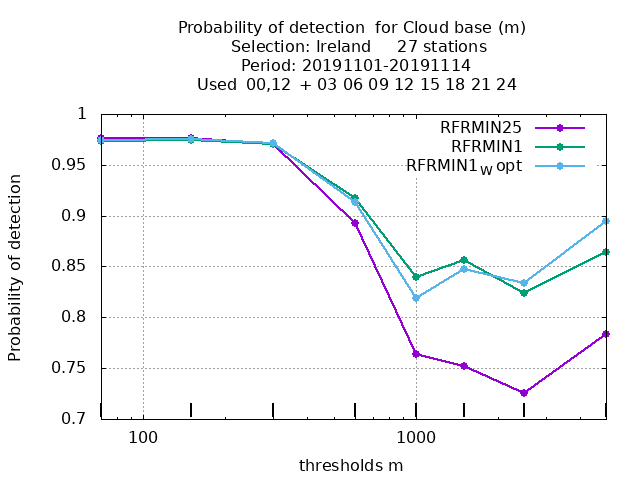 Probability of detection  for Cloud base (m)
Selection: Ireland     27 stations
Period: 20191101-20191114
Used  00,12  + 03 06 09 12 15 18 21 24
RFRMIN25
RFRMIN1
RFRMIN1W opt
1
0.95
0.9
0.85
0.8
0.75
0.7
Probability of detection
100
1000
thresholds m